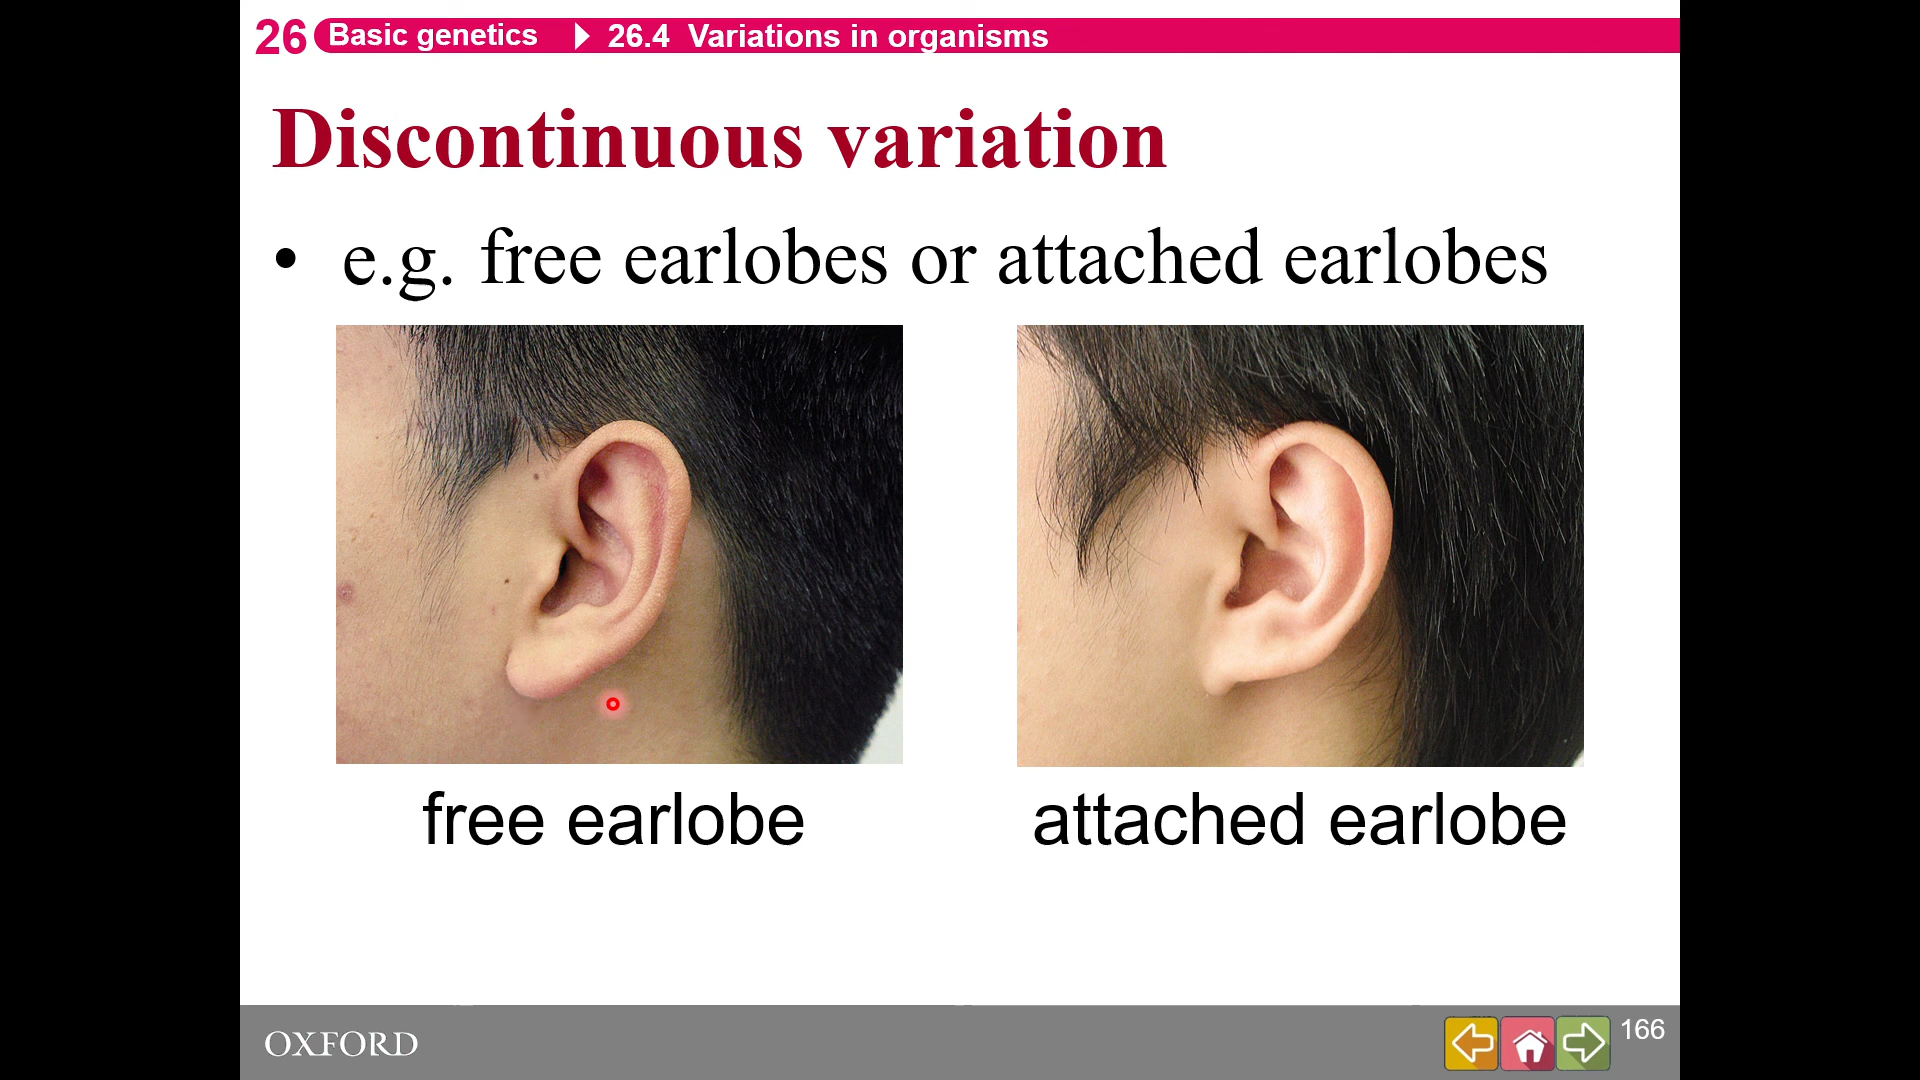 26 Basic genetics 26.4 Variations in organisms
Discontinuous variation
• e.g. free earlobes or attached earlobes
free earlobe attached earlobe
OXFORD 166